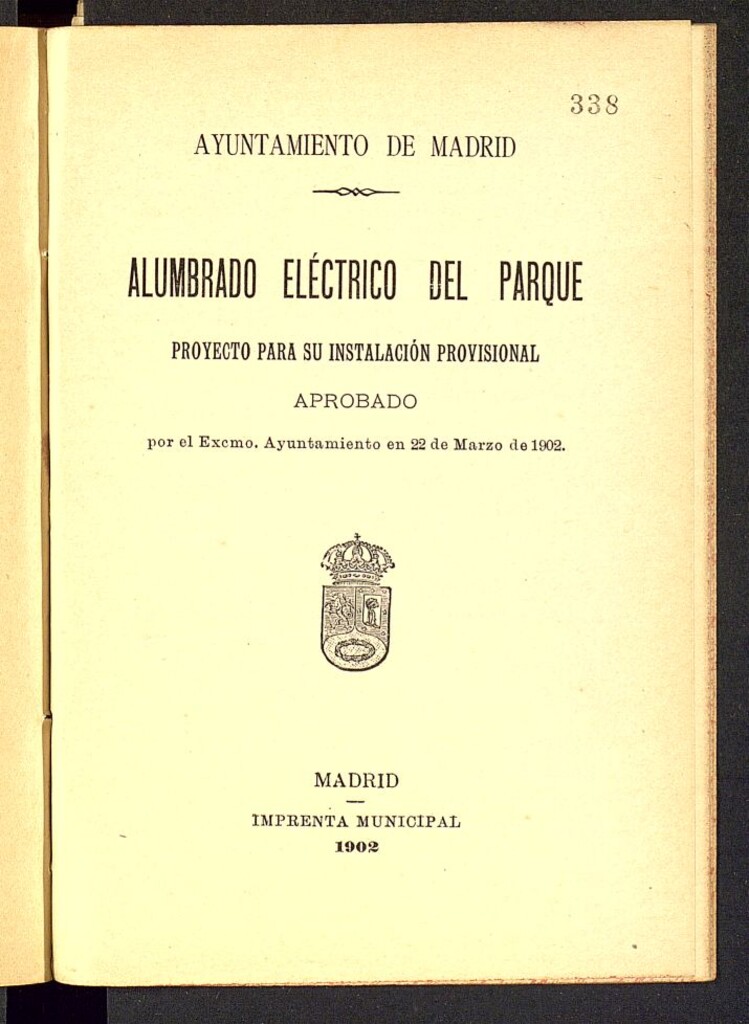 338
AYUNTAMIENTO DE MADRID
ALUMBRADO ELÉCTRICO DEL PARQUE
PROYECTO PARA SU INSTALACIÓN PROVISIONAL
APROBADO
por el Excmo. Ayuntamiento en 22 de Marzo de 1902.
MADRID
IMPRENTA MUNICIPAL
1902